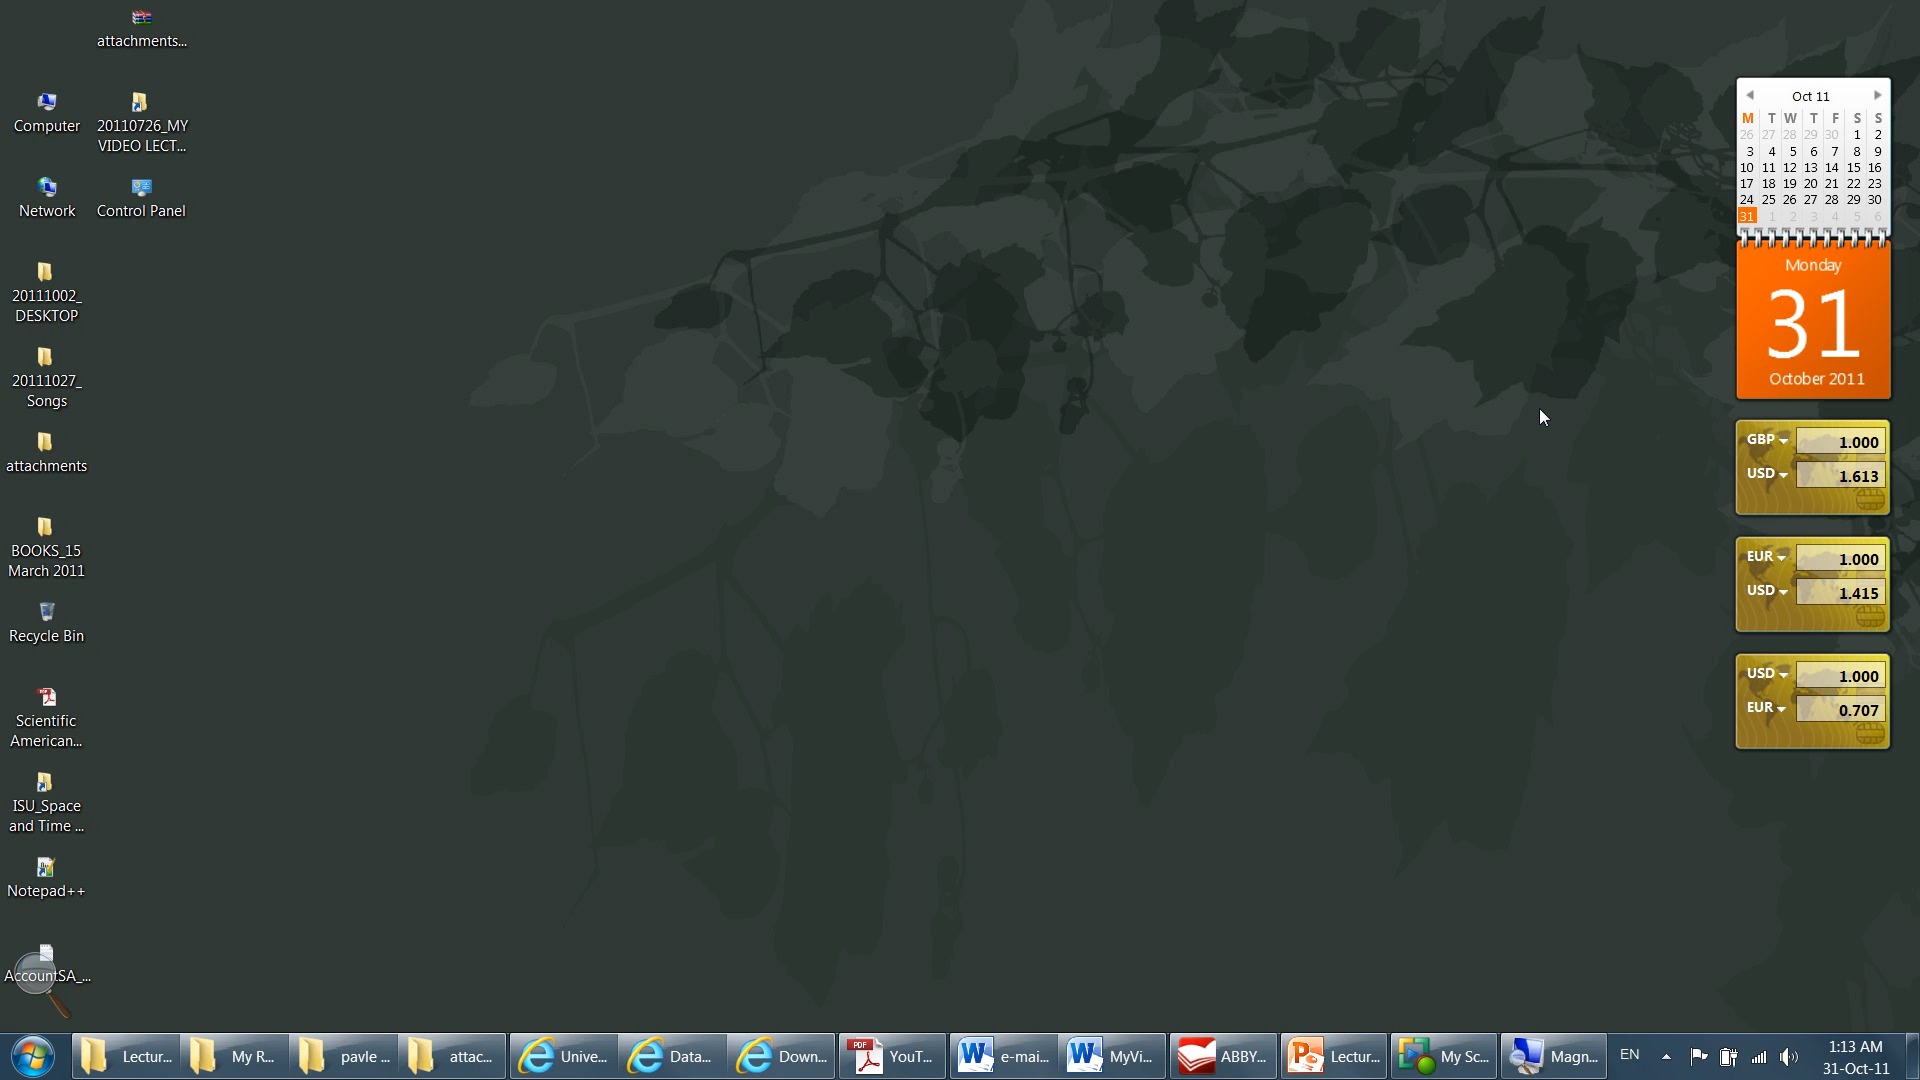 attachments...
Computer
20110726_MY
VIDEO LECT...
Network
Control Panel
20111002_
DESKTOP
20111027_
Songs
attachments
BOOKS_15
March 2011
Recycle Bin
Scientific
American...
ISU_Space
and Time ...
Notepad++
AccountSA_...
Oct 11
M T W T F S S
26 27 28 29 30 1 2
3 4 5 6 7 8 9
10 11 12 13 14 15 16
17 18 19 20 21 22 23
24 25 26 27 28 29 30
31 1 2 3 4 5 6
Monday
31
October 2011
GBP 1.000
USD 1.613
EUR 1.000
USD 1.415
USD 1.000
EUR 0.707
Lectur... My R... pavle ... attac... Unive... Data... Down... PDF YouT... e-mai... MyVi... ABBY... Lectur... My Sc... Magn... EN
1:13 AM
31-Oct-11